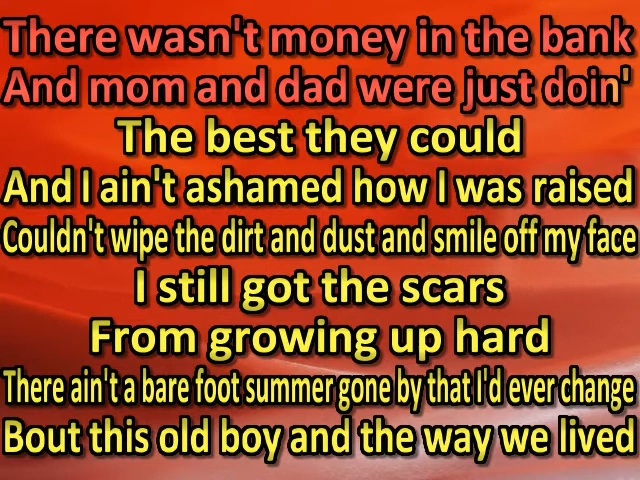 There wasn't money in the bank
And mom and dad were just doin'
The best they could
And I ain't ashamed how I was raised
Couldn't wipe the dirt and dust and smile off my face
I still got the scars
From growing up hard
There ain't a bare foot summer gone by that I'd ever change
Bout this old boy and the way we lived